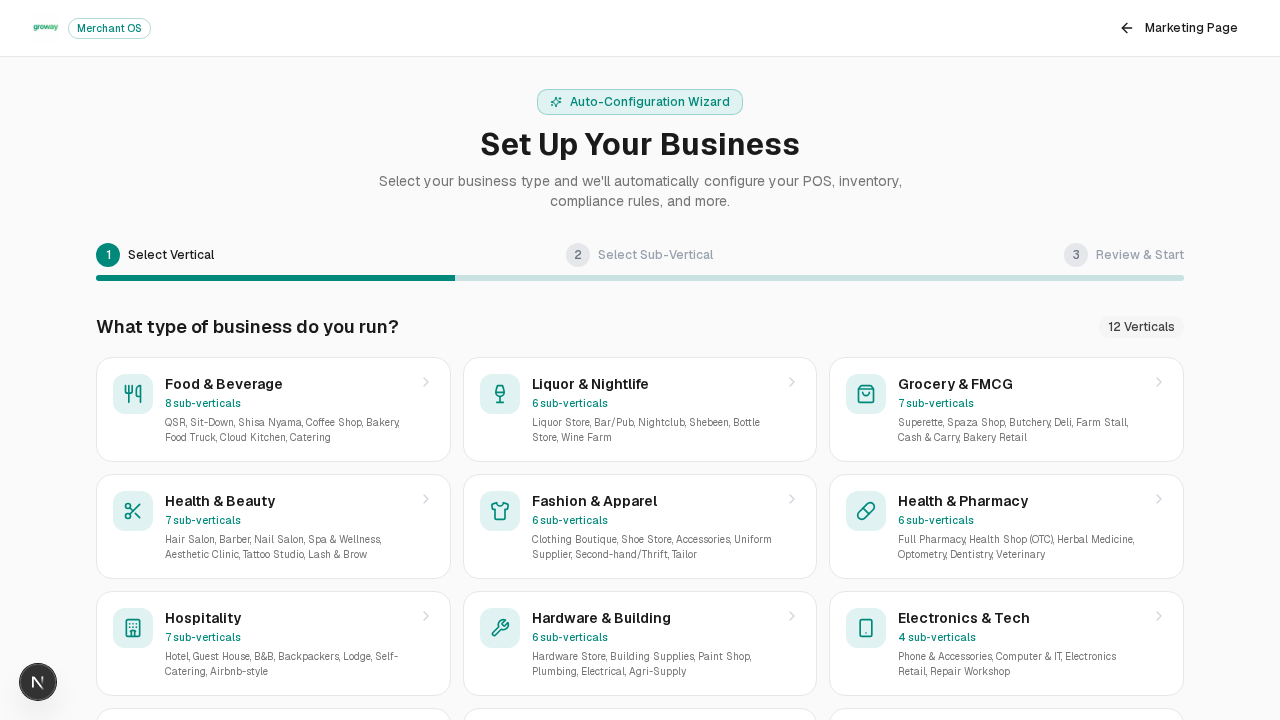 groway
Merchant OS
Marketing Page
Auto-Configuration Wizard
Set Up Your Business
Select your business type and we'll automatically configure your POS, inventory,
compliance rules, and more.
1 Select Vertical
2 Select Sub-Vertical
3 Review & Start
What type of business do you run?
12 Verticals
Food & Beverage
8 sub-verticals
QSR, Sit-Down, Shisa Nyama, Coffee Shop, Bakery,
Food Truck, Cloud Kitchen, Catering
Liquor & Nightlife
6 sub-verticals
Liquor Store, Bar/Pub, Nightclub, Shebeen, Bottle
Store, Wine Farm
Grocery & FMCG
7 sub-verticals
Superette, Spaza Shop, Butchery, Deli, Farm Stall,
Cash & Carry, Bakery Retail
Health & Beauty
7 sub-verticals
Hair Salon, Barber, Nail Salon, Spa & Wellness,
Aesthetic Clinic, Tattoo Studio, Lash & Brow
Fashion & Apparel
6 sub-verticals
Clothing Boutique, Shoe Store, Accessories, Uniform
Supplier, Second-hand/Thrift, Tailor
Health & Pharmacy
6 sub-verticals
Full Pharmacy, Health Shop (OTC), Herbal Medicine,
Optometry, Dentistry, Veterinary
Hospitality
7 sub-verticals
Hotel, Guest House, B&B, Backpackers, Lodge, Self-
Catering, Airbnb-style
Hardware & Building
6 sub-verticals
Hardware Store, Building Supplies, Paint Shop,
Plumbing, Electrical, Agri-Supply
Electronics & Tech
4 sub-verticals
Phone & Accessories, Computer & IT, Electronics
Retail, Repair Workshop
N